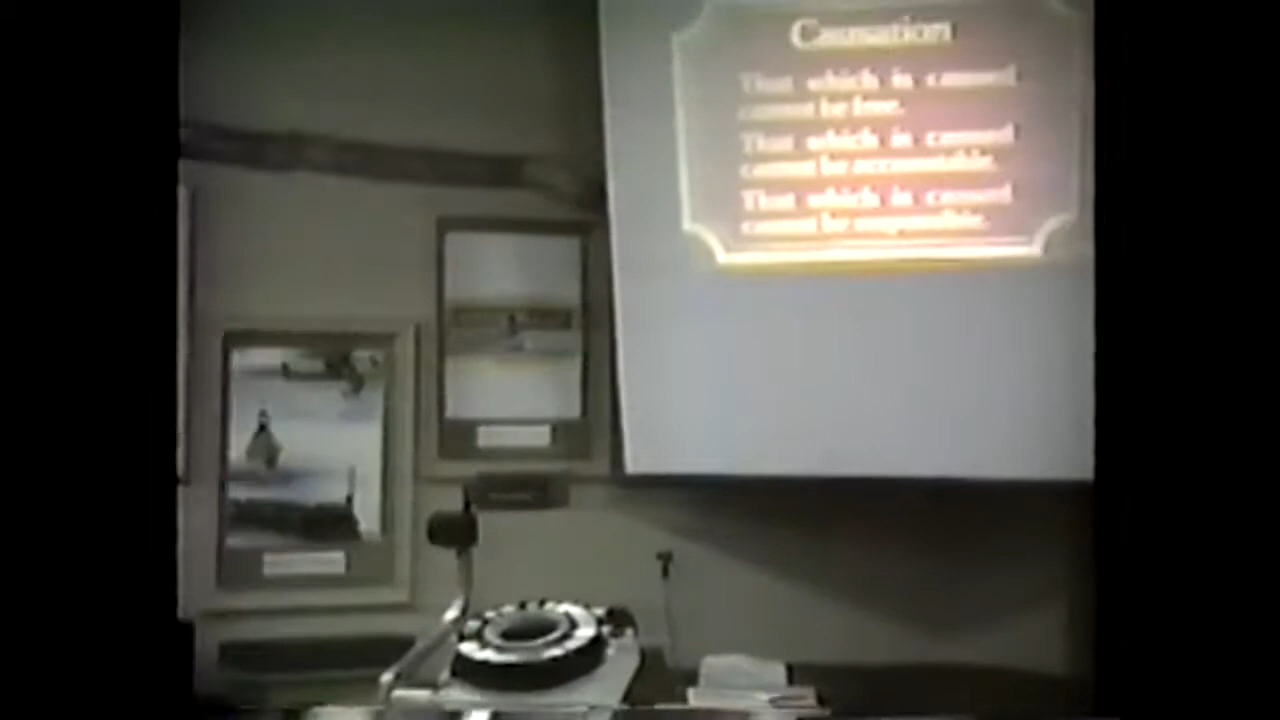 Causation
That which is caused
cannot be free.
That which is caused
cannot be accountable.
That which is caused
cannot be responsible.